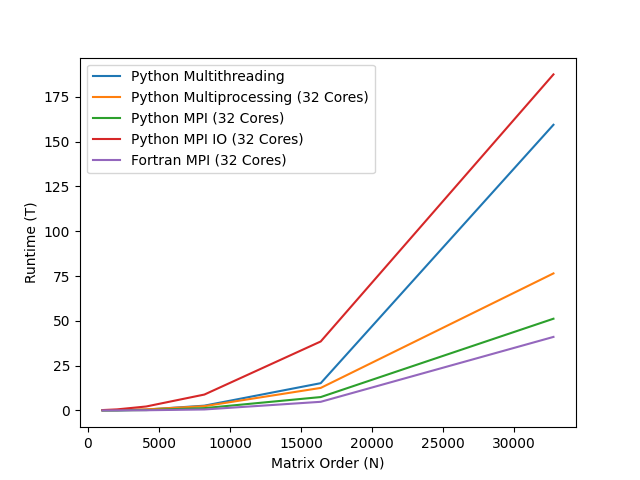 Python Multithreading
Python Multiprocessing (32 Cores)
Python MPI (32 Cores)
Python MPI IO (32 Cores)
Fortran MPI (32 Cores)
Runtime (T)
175
150
125
100
75
50
25
0
0 5000 10000 15000 20000 25000 30000
Matrix Order (N)